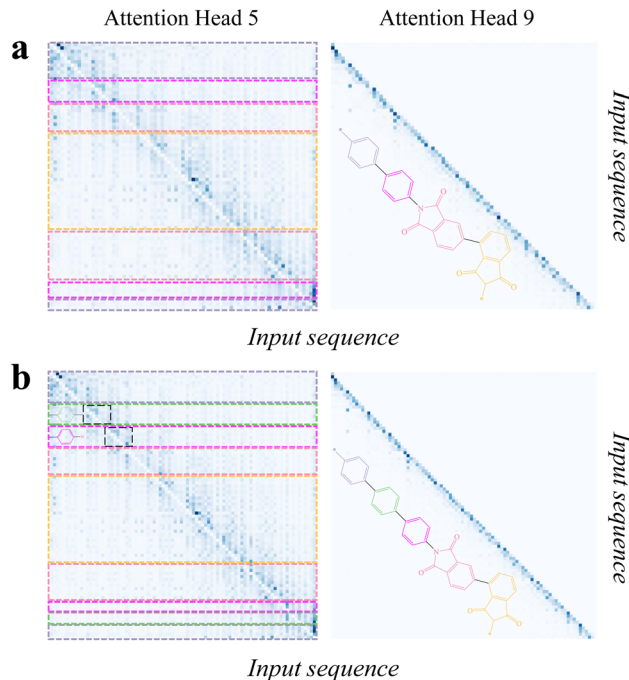 Attention Head 5 Attention Head 9
a
O
N
O
O
O
*
*
Input sequence
Input sequence
b
O
N
O
O
O
*
*
Input sequence
Input sequence